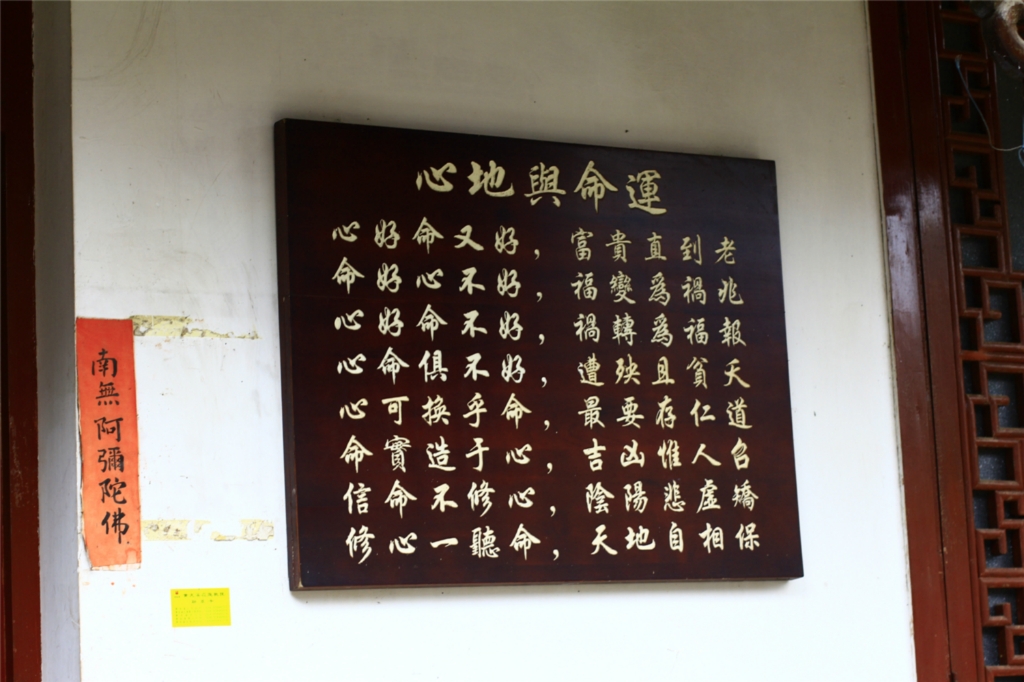 心地與命運
心好命又好，富貴直到老
命好心不好，福變為禍兆
心好命不好，禍轉為福報
心命俱不好，遭殃且貧夭
心可換乎命，最要存仁道
命實造于心，吉凶惟人召
信命不修心，陰陽悲虛矯
修心一聽命，天地自相保
南無阿彌陀佛